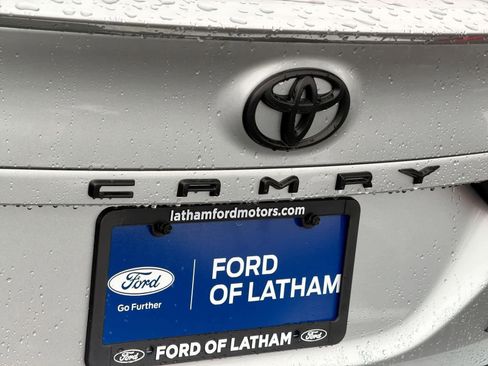 CAMRY
lathamfordmotors.com
Ford
Go Further
FORD
OF LATHAM
Ford
FORD OF LATHAM
Ford